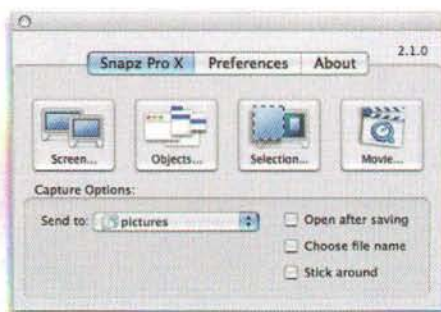 2.1.0
Snapz Pro X Preferences About
Screen... Objects... Selection... Movie...
Capture Options:
Send to: pictures
Open after saving
Choose file name
Stick around